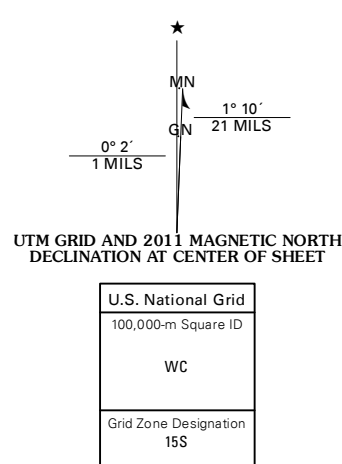 ★
MN
1° 10´
GN
21 MILS
0° 2´
1 MILS
UTM GRID AND 2011 MAGNETIC NORTH
DECLINATION AT CENTER OF SHEET
U.S. National Grid
100,000-m Square ID
WC
Grid Zone Designation
15S